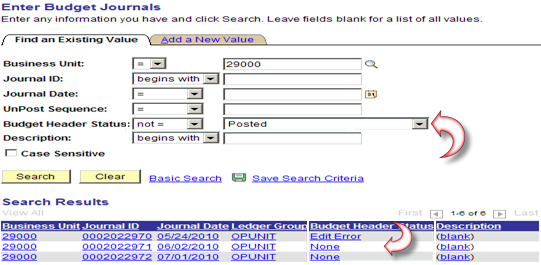 Enter Budget Journals
Enter any information you have and click Search. Leave fields blank for a list of all values.
Find an Existing Value Add a New Value
Business Unit: = 29000
Journal ID: begins with
Journal Date: =
UnPost Sequence: =
Budget Header Status: not = Posted
Description: begins with
Case Sensitive
Search Clear Basic Search Save Search Criteria
Search Results
View All First 1-6 of 6 Last
Business Unit Journal ID Journal Date Ledger Group Budget Header Status Description
29000 0002022970 05/24/2010 OPUNIT Edit Error (blank)
29000 0002022971 06/02/2010 OPUNIT None (blank)
29000 0002022972 07/01/2010 OPUNIT None (blank)